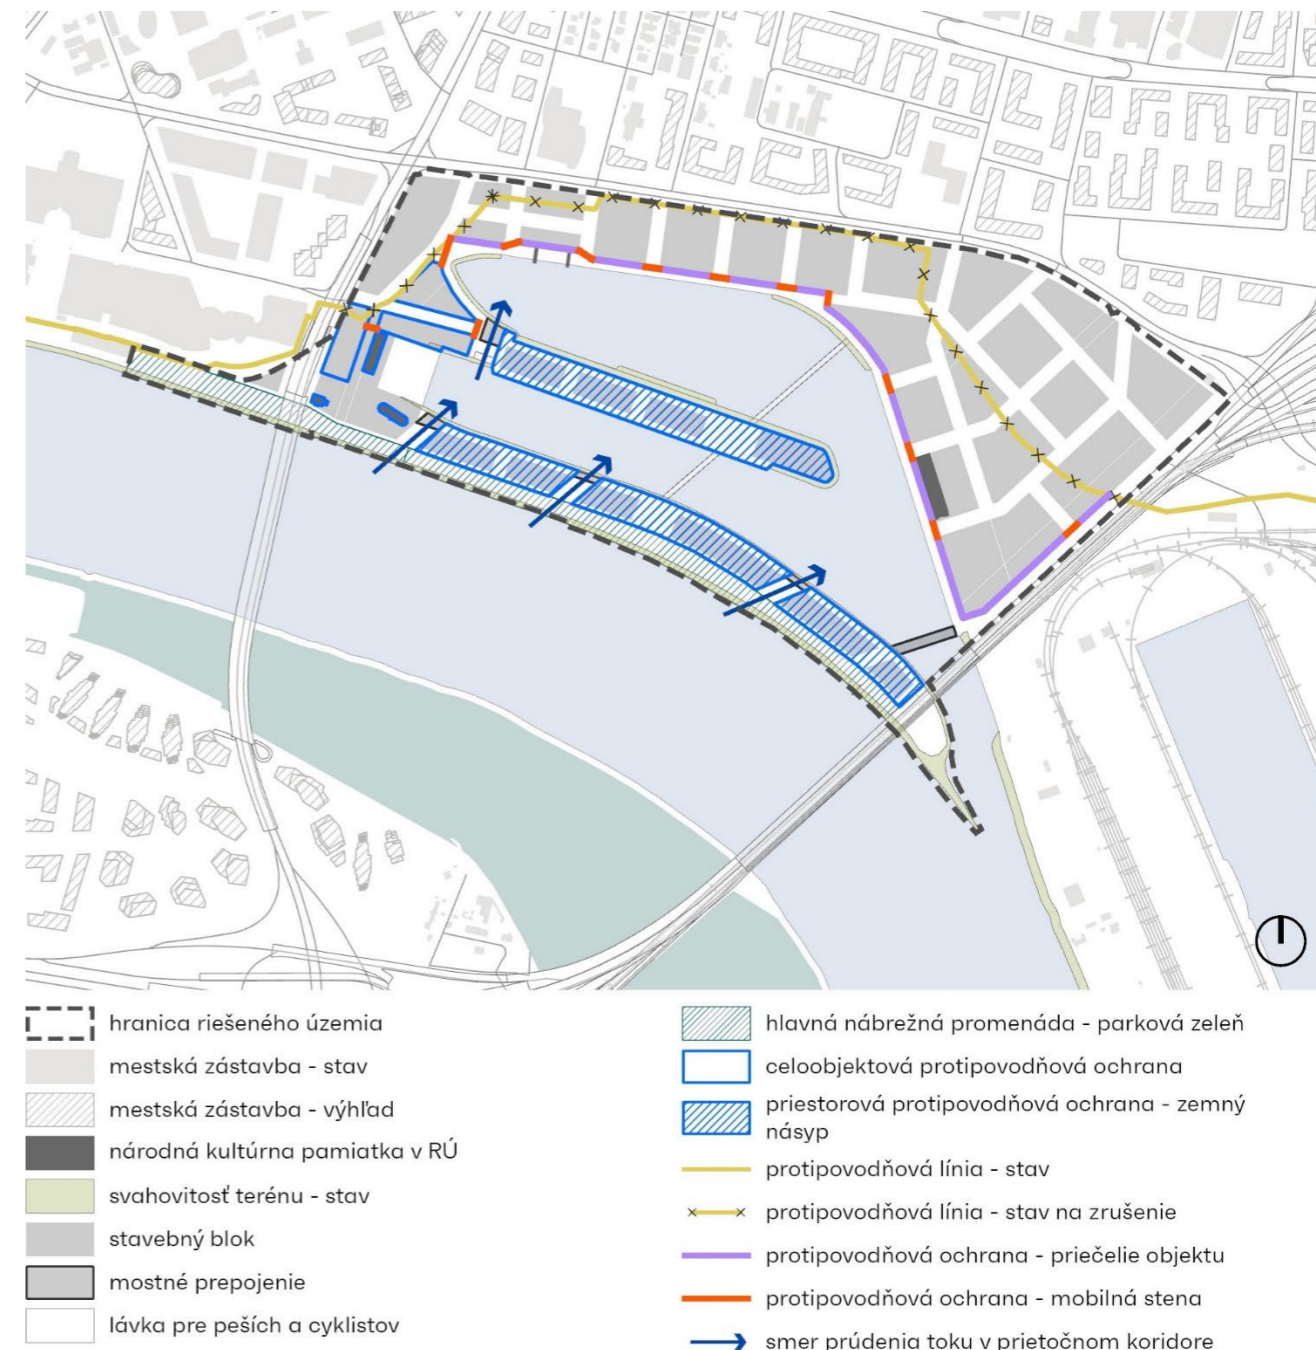 hranica riešeného územia
mestská zástavba - stav
mestská zástavba - výhľad
národná kultúrna pamiatka v RÚ
svahovitosť terénu - stav
stavebný blok
mostné prepojenie
lávka pre peších a cyklistov
hlavná nábrežná promenáda - parková zeleň
celoobjektová protipovodňová ochrana
priestorová protipovodňová ochrana - zemný
násyp
protipovodňová línia - stav
protipovodňová línia - stav na zrušenie
protipovodňová ochrana - priečelie objektu
protipovodňová ochrana - mobilná stena
smer prúdenia toku v prietočnom koridore